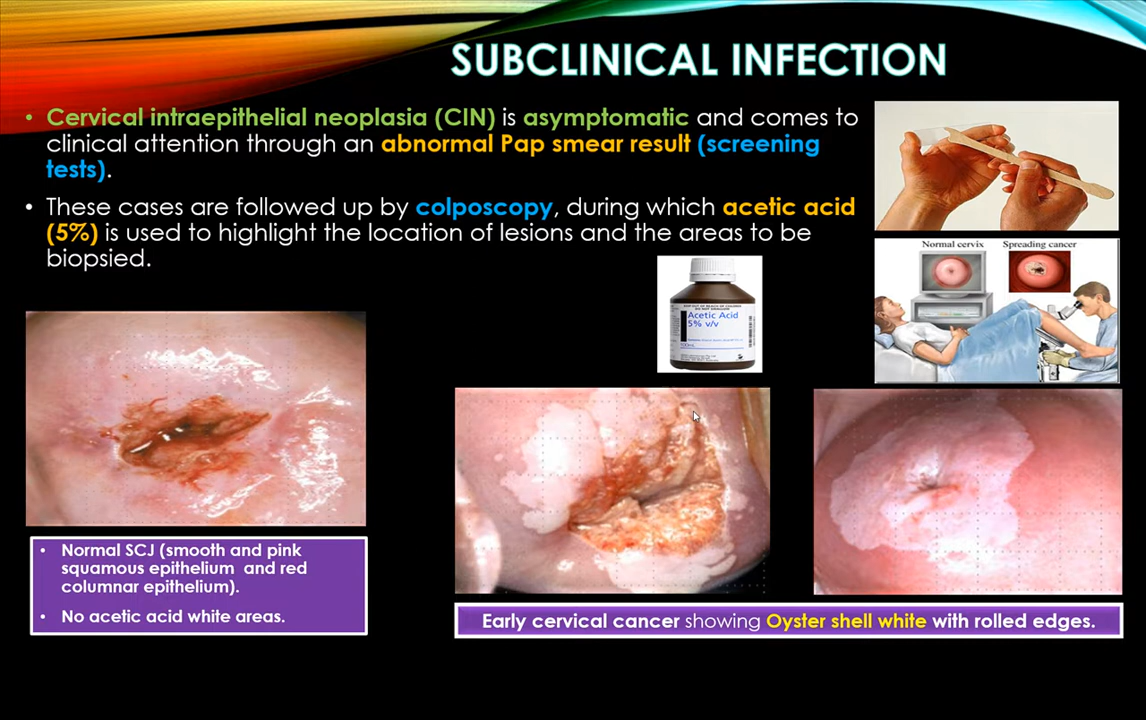 SUBCLINICAL INFECTION
• Cervical intraepithelial neoplasia (CIN) is asymptomatic and comes to
clinical attention through an abnormal Pap smear result (screening
tests).
• These cases are followed up by colposcopy, during which acetic acid
(5%) is used to highlight the location of lesions and the areas to be
biopsied.
Normal cervix Spreading cancer
Acetic Acid
5% v/v
• Normal SCJ (smooth and pink
squamous epithelium and red
columnar epithelium).
• No acetic acid white areas.
Early cervical cancer showing Oyster shell white with rolled edges.